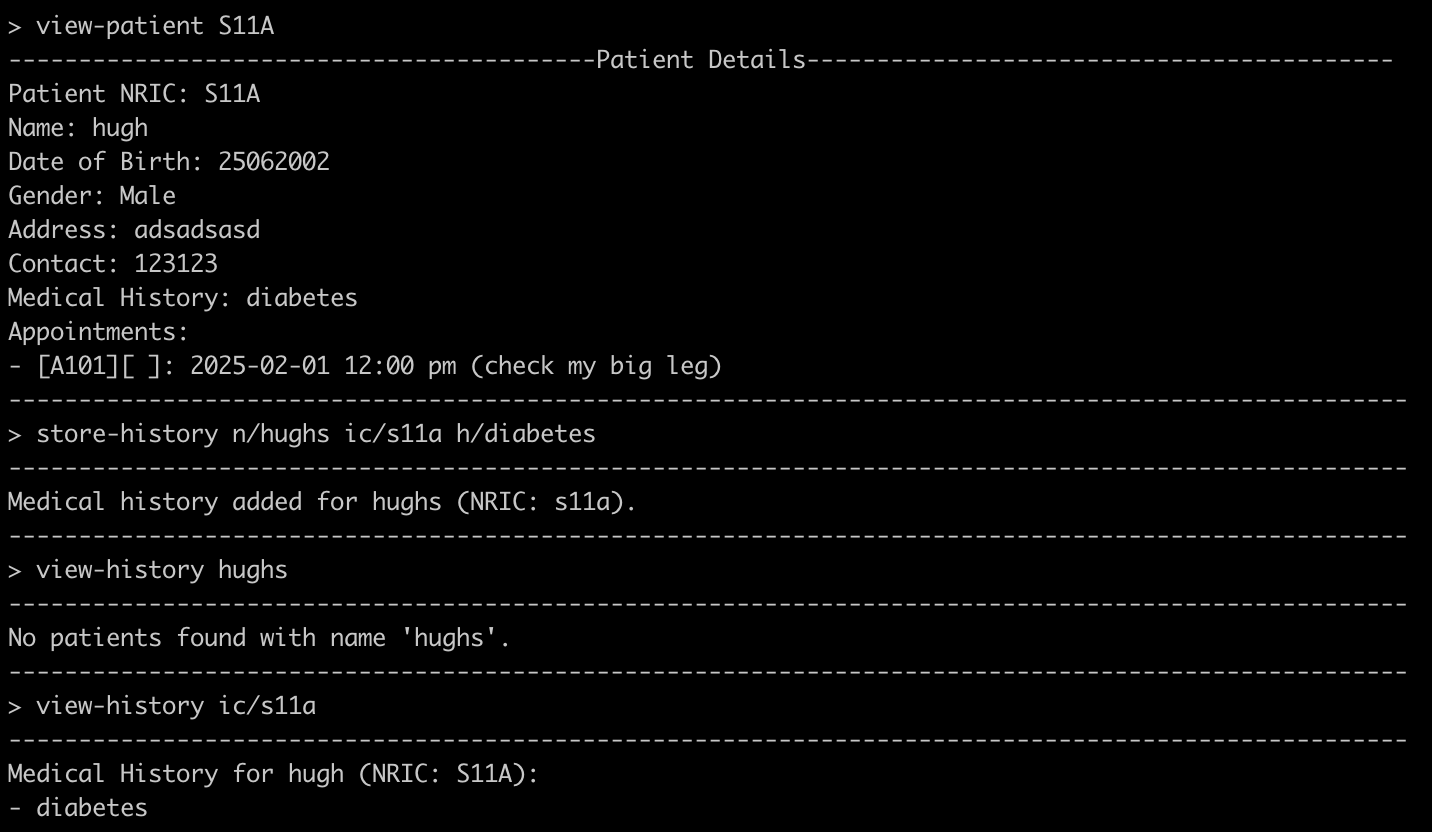 > view-patient S11A
------------------------------------------Patient Details------------------------------------------
Patient NRIC: S11A
Name: hugh
Date of Birth: 25062002
Gender: Male
Address: adsadsasd
Contact: 123123
Medical History: diabetes
Appointments:
- [A101][ ]: 2025-02-01 12:00 pm (check my big leg)
----------------------------------------------------------------------------------------------------
> store-history n/hughs ic/s11a h/diabetes
----------------------------------------------------------------------------------------------------
Medical history added for hughs (NRIC: s11a).
----------------------------------------------------------------------------------------------------
> view-history hughs
----------------------------------------------------------------------------------------------------
No patients found with name 'hughs'.
----------------------------------------------------------------------------------------------------
> view-history ic/s11a
----------------------------------------------------------------------------------------------------
Medical History for hugh (NRIC: S11A):
- diabetes